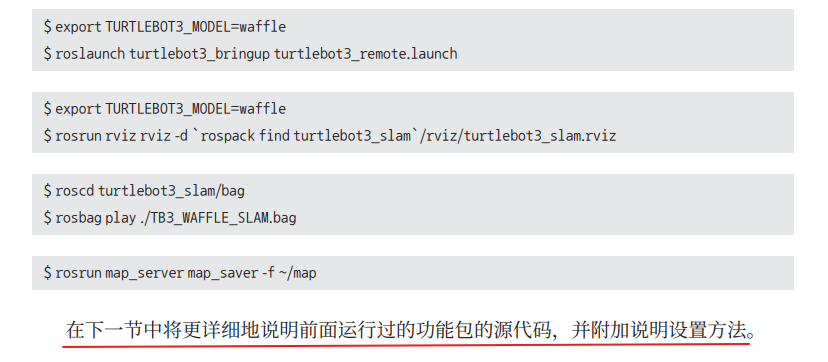 $ export TURTLEBOT3_MODEL=waffle
$ roslaunch turtlebot3_bringup turtlebot3_remote.launch
$ export TURTLEBOT3_MODEL=waffle
$ rosrun rviz rviz -d `rospack find turtlebot3_slam`/rviz/turtlebot3_slam.rviz
$ roscd turtlebot3_slam/bag
$ rosbag play ./TB3_WAFFLE_SLAM.bag
$ rosrun map_server map_saver -f ~/map
在下一节中将更详细地说明前面运行过的功能包的源代码，并附加说明设置方法。